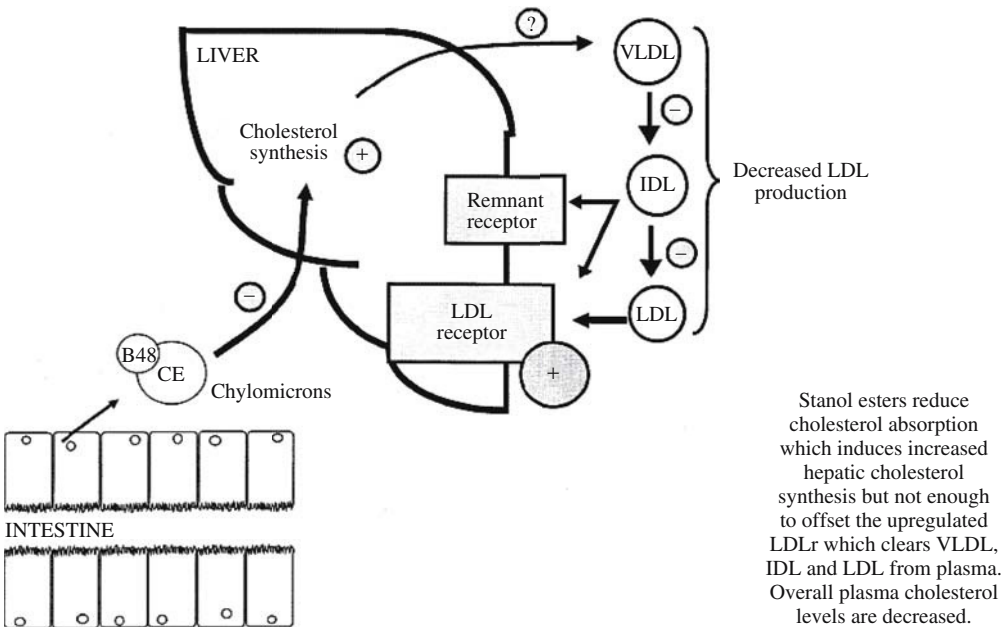 ?
LIVER
VLDL
Cholesterol
synthesis
+
−
IDL
Decreased LDL
production
Remnant
receptor
−
−
LDL
receptor
LDL
+
B48
CE
Chylomicrons
INTESTINE
Stanol esters reduce
cholesterol absorption
which induces increased
hepatic cholesterol
synthesis but not enough
to offset the upregulated
LDLr which clears VLDL,
IDL and LDL from plasma.
Overall plasma cholesterol
levels are decreased.